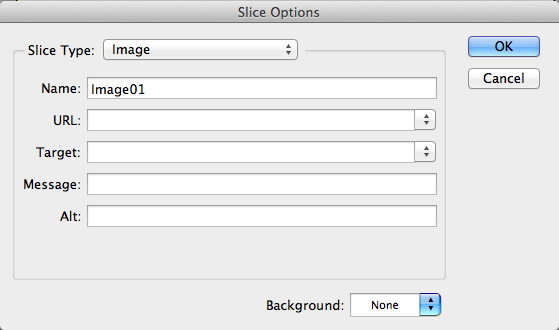 Slice Options
Slice Type: Image
OK
Cancel
Name: Image01
URL:
Target:
Message:
Alt:
Background: None